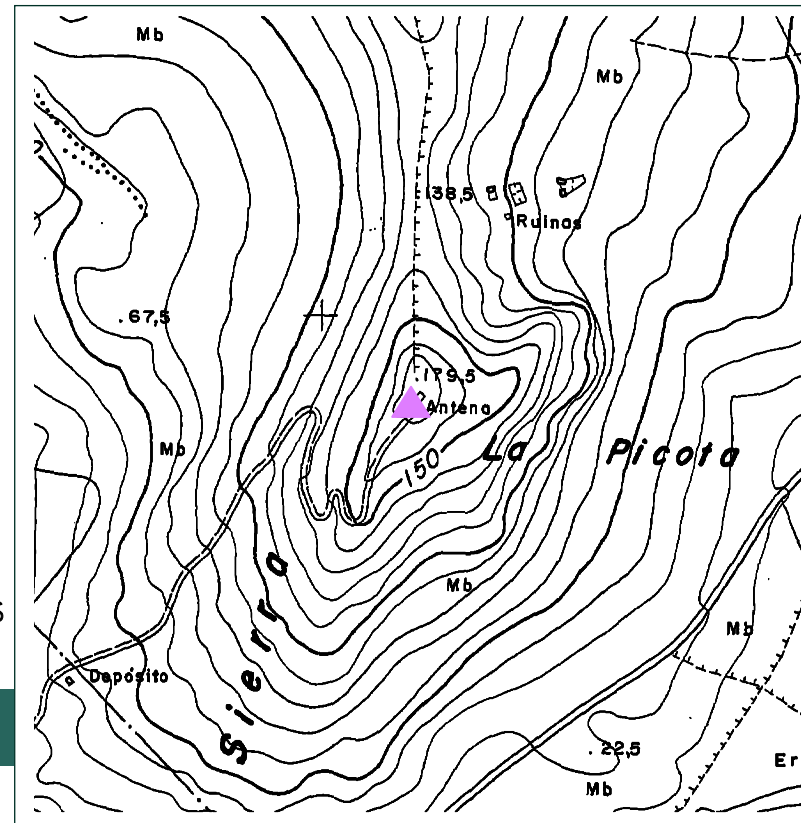 Mb
Mb
138,5
Ruinas
67,5
179,5
Antena
La Picota
Mb
150
Sierra
Mb
Mb
Depósito
22,5
Er
Mb